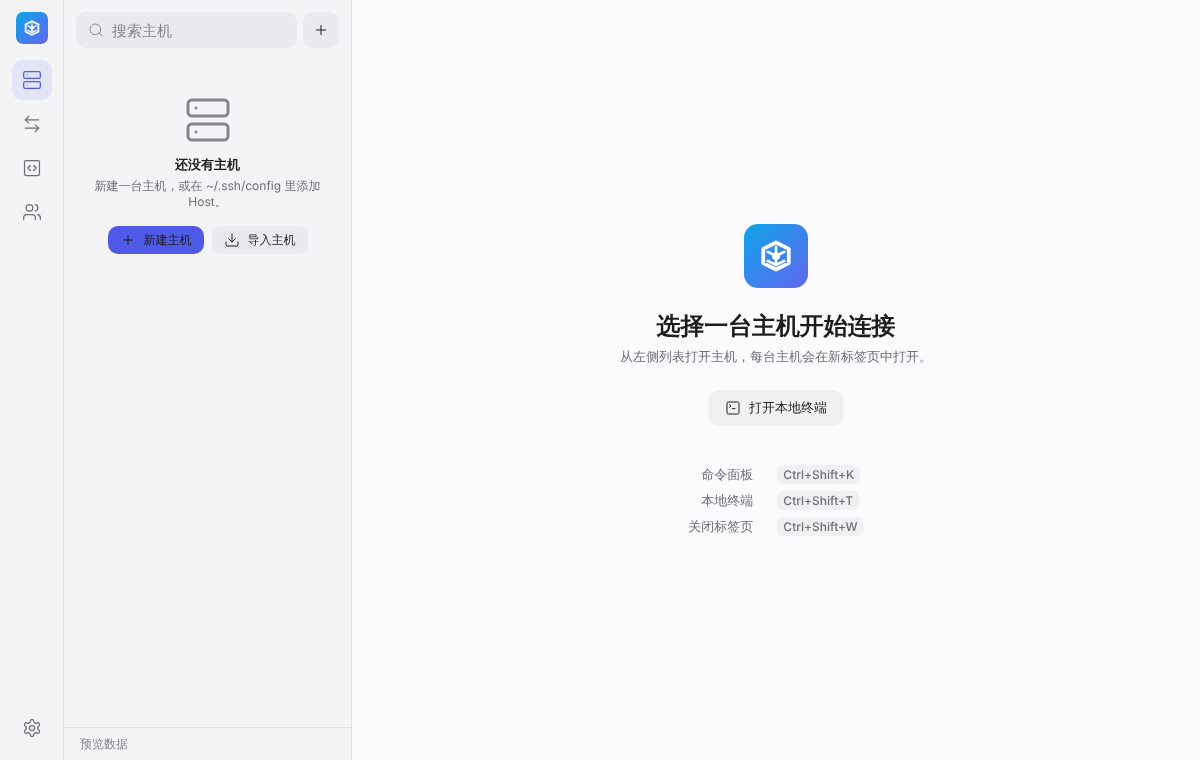 搜索主机
还没有主机
新建一台主机，或在 ~/.ssh/config 里添加
Host。
新建主机
导入主机
预览数据
选择一台主机开始连接
从左侧列表打开主机，每台主机会在新标签页中打开。
打开本地终端
命令面板 Ctrl+Shift+K
本地终端 Ctrl+Shift+T
关闭标签页 Ctrl+Shift+W